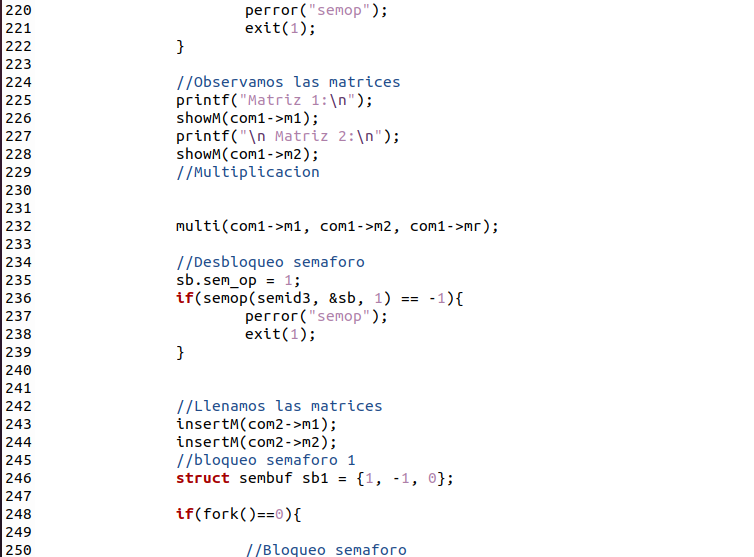 220 perror("semop");
221 exit(1);
222 }
223
224 //Observamos las matrices
225 printf("Matriz 1:\n");
226 showM(com1->m1);
227 printf("\n Matriz 2:\n");
228 showM(com1->m2);
229 //Multiplicacion
230
231
232 multi(com1->m1, com1->m2, com1->mr);
233
234 //Desbloqueo semaforo
235 sb.sem_op = 1;
236 if(semop(semid3, &sb, 1) == -1){
237 perror("semop");
238 exit(1);
239 }
240
241
242 //Llenamos las matrices
243 insertM(com2->m1);
244 insertM(com2->m2);
245 //bloqueo semaforo 1
246 struct sembuf sb1 = {1, -1, 0};
247
248 if(fork()==0){
249
250 //Bloqueo semaforo